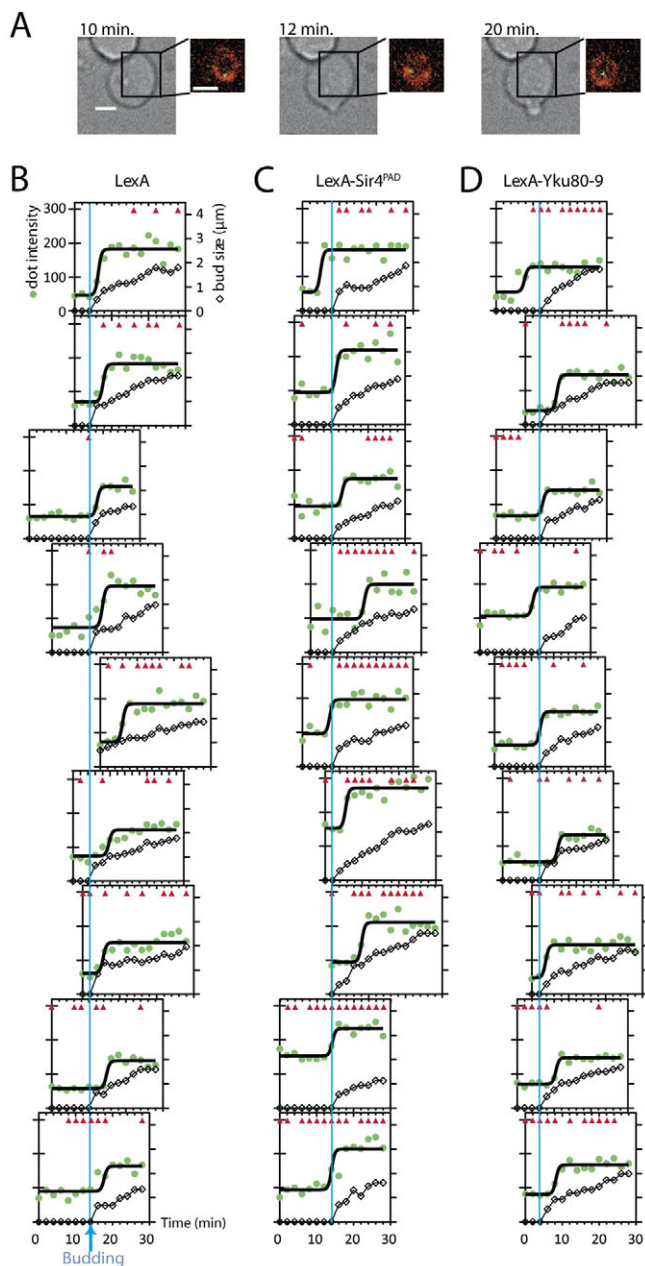 A
10 min.
12 min.
20 min.
B
LexA
C
LexA-Sir4PAD
D
LexA-Yku80-9
300
200
100
0
dot intensity
4
3
2
1
0
bud size (µm)
Time (min)
0 10 20 30
0 10 20 30
0 10 20 30
Budding